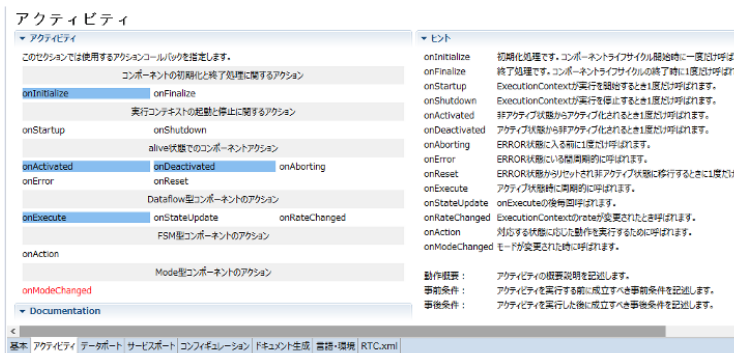 アクティビティ
▼ アクティビティ
このセクションでは使用するアクションコールバックを指定します。
コンポーネントの初期化と終了処理に関するアクション
onInitialize onFinalize
実行コンテキストの起動と停止に関するアクション
onStartup onShutdown
alive状態でのコンポーネントアクション
onActivated onDeactivated onAborting
onError onReset
Dataflow型コンポーネントのアクション
onExecute onStateUpdate onRateChanged
FSM型コンポーネントのアクション
onAction
Mode型コンポーネントのアクション
onModeChanged
▼ Documentation
▼ ヒント
onInitialize 初期化処理です。コンポーネントライフサイクルの開始時に一度だけ呼ば
onFinalize 終了処理です。コンポーネントライフサイクルの終了時に1度だけ呼ばれ
onStartup ExecutionContextが実行を開始するとき1度だけ呼ばれます。
onShutdown ExecutionContextが実行を停止するとき1度だけ呼ばれます。
onActivated 非アクティブ状態からアクティブ化されるとき1度だけ呼ばれます。
onDeactivated アクティブ状態から非アクティブ化されるとき1度だけ呼ばれます。
onAborting ERROR状態に入る前に1度だけ呼ばれます。
onError ERROR状態にいる間周期的に呼ばれます。
onReset ERROR状態からリセットされ非アクティブ状態に移行するときに1度だけ
onExecute アクティブ状態時に周期的に呼ばれます。
onStateUpdate onExecuteの後毎回呼ばれます。
onRateChanged ExecutionContextのrateが変更されたとき呼ばれます。
onAction 対応する状態に応じた動作を実行するために呼ばれます。
onModeChanged モードが変更された時に呼ばれます。
動作概要： アクティビティの概要説明を記述します。
事前条件： アクティビティを実行する前に成立すべき事前条件を記述します。
事後条件： アクティビティを実行した後に成立すべき事後条件を記述します。
基本 アクティビティ データポート サービスポート コンフィギュレーション ドキュメント生成 言語・環境 RTC.xml